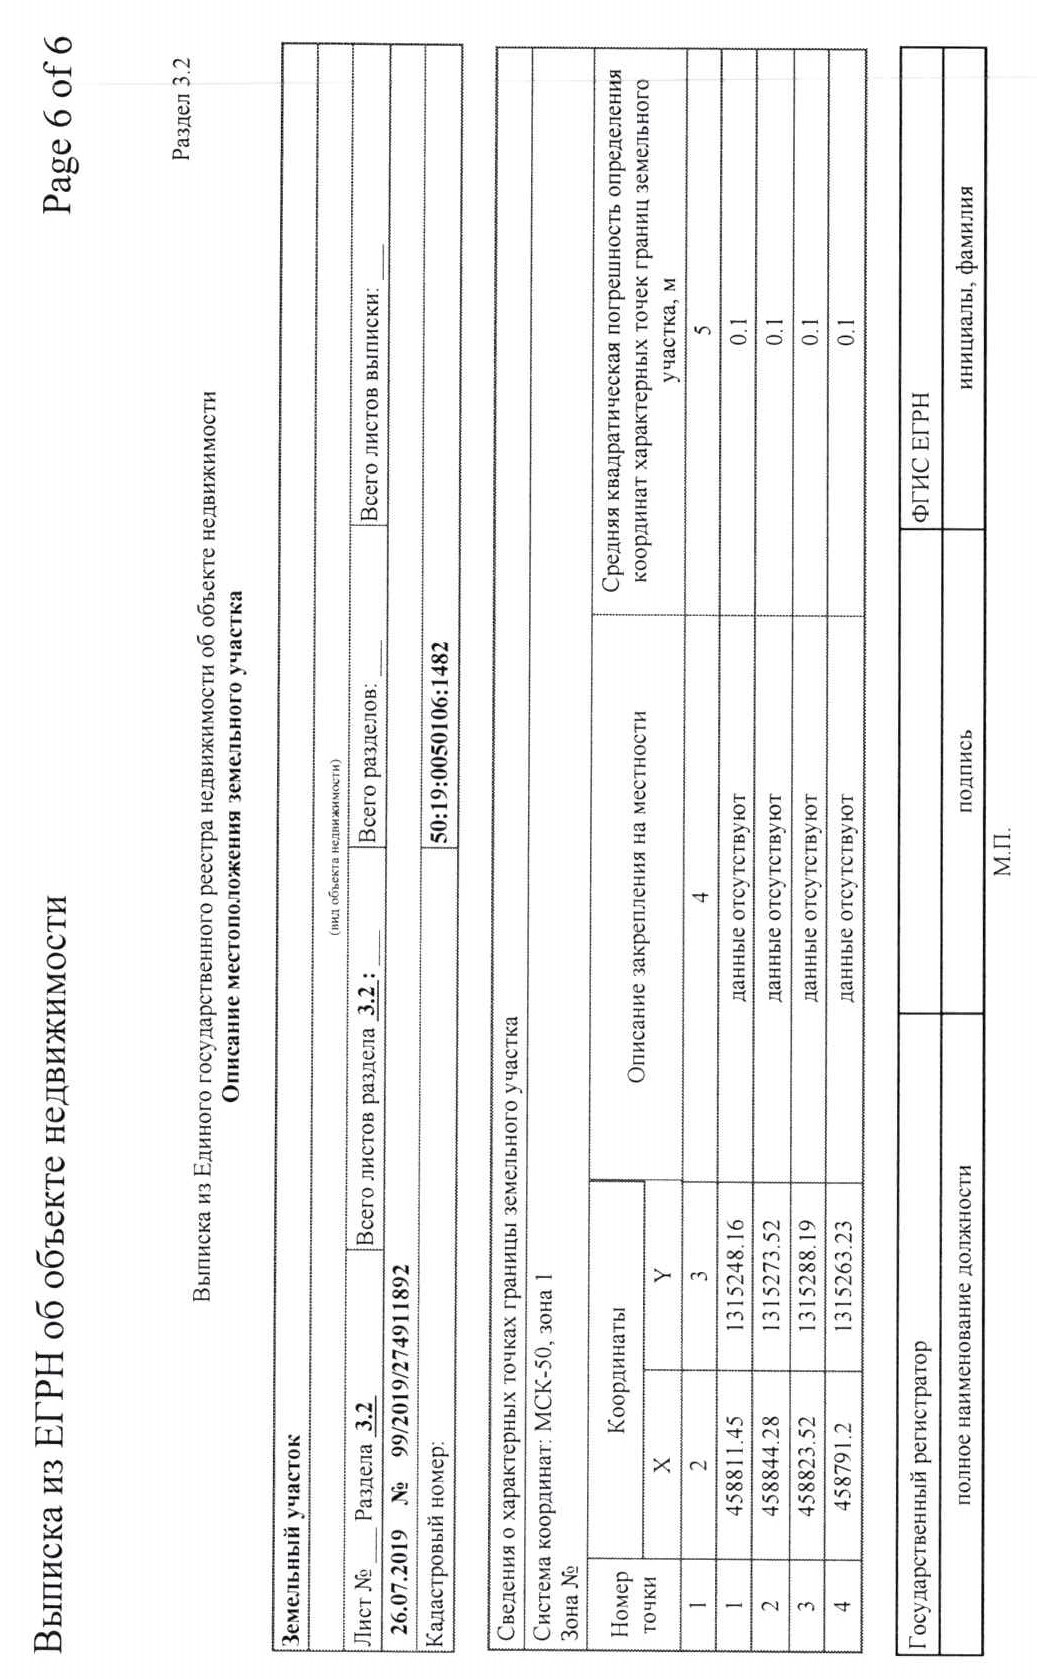 Выписка из ЕГРН об объекте недвижимости Page 6 of 6
Раздел 3.2
Выписка из Единого государственного реестра недвижимости об объекте недвижимости
Описание местоположения земельного участка
Земельный участок
(вид объекта недвижимости)
Лист № ___ Раздела 3.2 Всего листов раздела 3.2 : ___ Всего разделов: ___ Всего листов выписки: ___
26.07.2019 № 99/2019/274911892
Кадастровый номер: 50:19:0050106:1482
Сведения о характерных точках границы земельного участка
Система координат: МСК-50, зона 1
Зона №
Номер точки Координаты Описание закрепления на местности Средняя квадратическая погрешность определения
координат характерных точек границ земельного
участка, м
X Y
1 2 3 4 5
1 458811.45 1315248.16 данные отсутствуют 0.1
2 458844.28 1315273.52 данные отсутствуют 0.1
3 458823.52 1315288.19 данные отсутствуют 0.1
4 458791.2 1315263.23 данные отсутствуют 0.1
Государственный регистратор ФГИС ЕГРН
полное наименование должности подпись инициалы, фамилия
М.П.